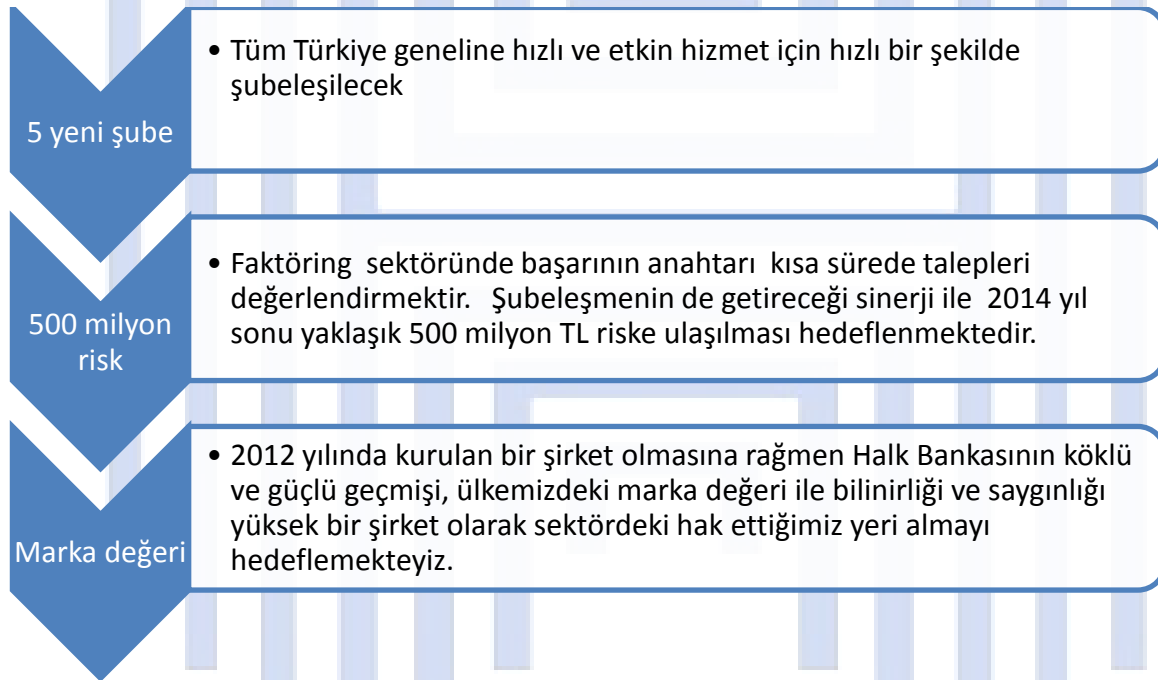 5 yeni şube
• Tüm Türkiye geneline hızlı ve etkin hizmet için hızlı bir şekilde
şubeleşilecek
500 milyon
risk
• Faktöring sektöründe başarının anahtarı kısa sürede talepleri
değerlendirmektir. Şubeleşmenin de getireceği sinerji ile 2014 yıl
sonu yaklaşık 500 milyon TL riske ulaşılması hedeflenmektedir.
Marka değeri
• 2012 yılında kurulan bir şirket olmasına rağmen Halk Bankasının köklü
ve güçlü geçmişi, ülkemizdeki marka değeri ile bilinirliği ve saygınlığı
yüksek bir şirket olarak sektördeki hak ettiğimiz yeri almayı
hedeflemekteyiz.